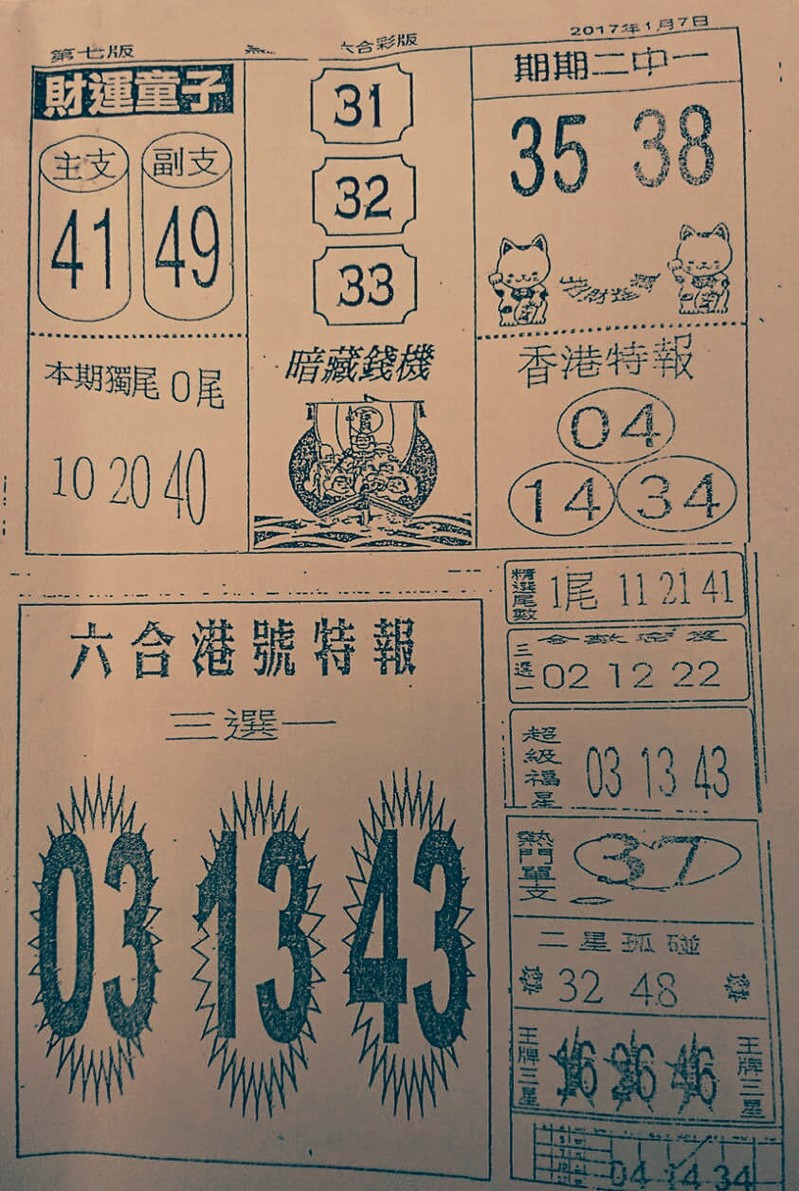 第七版
六合彩版
2017年1月7日
財運童子
主支
副支
41
49
本期獨尾0尾
10 20 40
31
32
33
暗藏錢機
期期二中一
35 38
香港特報
04
14 34
六合港號特報
三選一
03 13 43
精選尾數
1尾 11 21 41
三選一
02 12 22
超級福星
03 13 43
熱門單支
37
二星孤碰
32 48
王牌三星
16 26 46
王牌三星
04 14 34